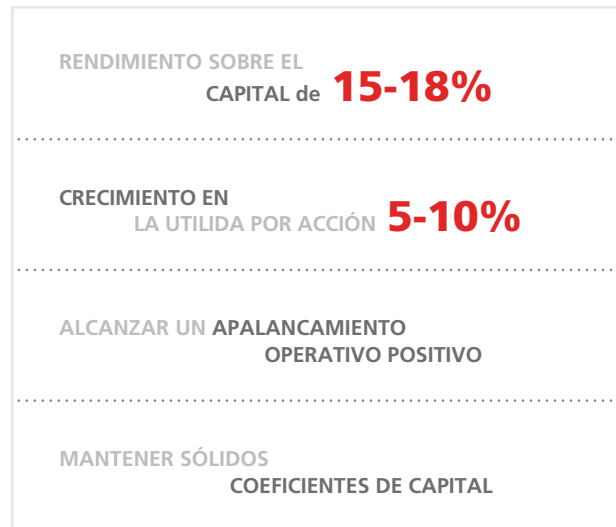 RENDIMIENTO SOBRE EL
CAPITAL de 15-18%
CRECIMIENTO EN
LA UTILIDA POR ACCIÓN 5-10%
ALCANZAR UN APALANCAMIENTO
OPERATIVO POSITIVO
MANTENER SÓLIDOS
COEFICIENTES DE CAPITAL